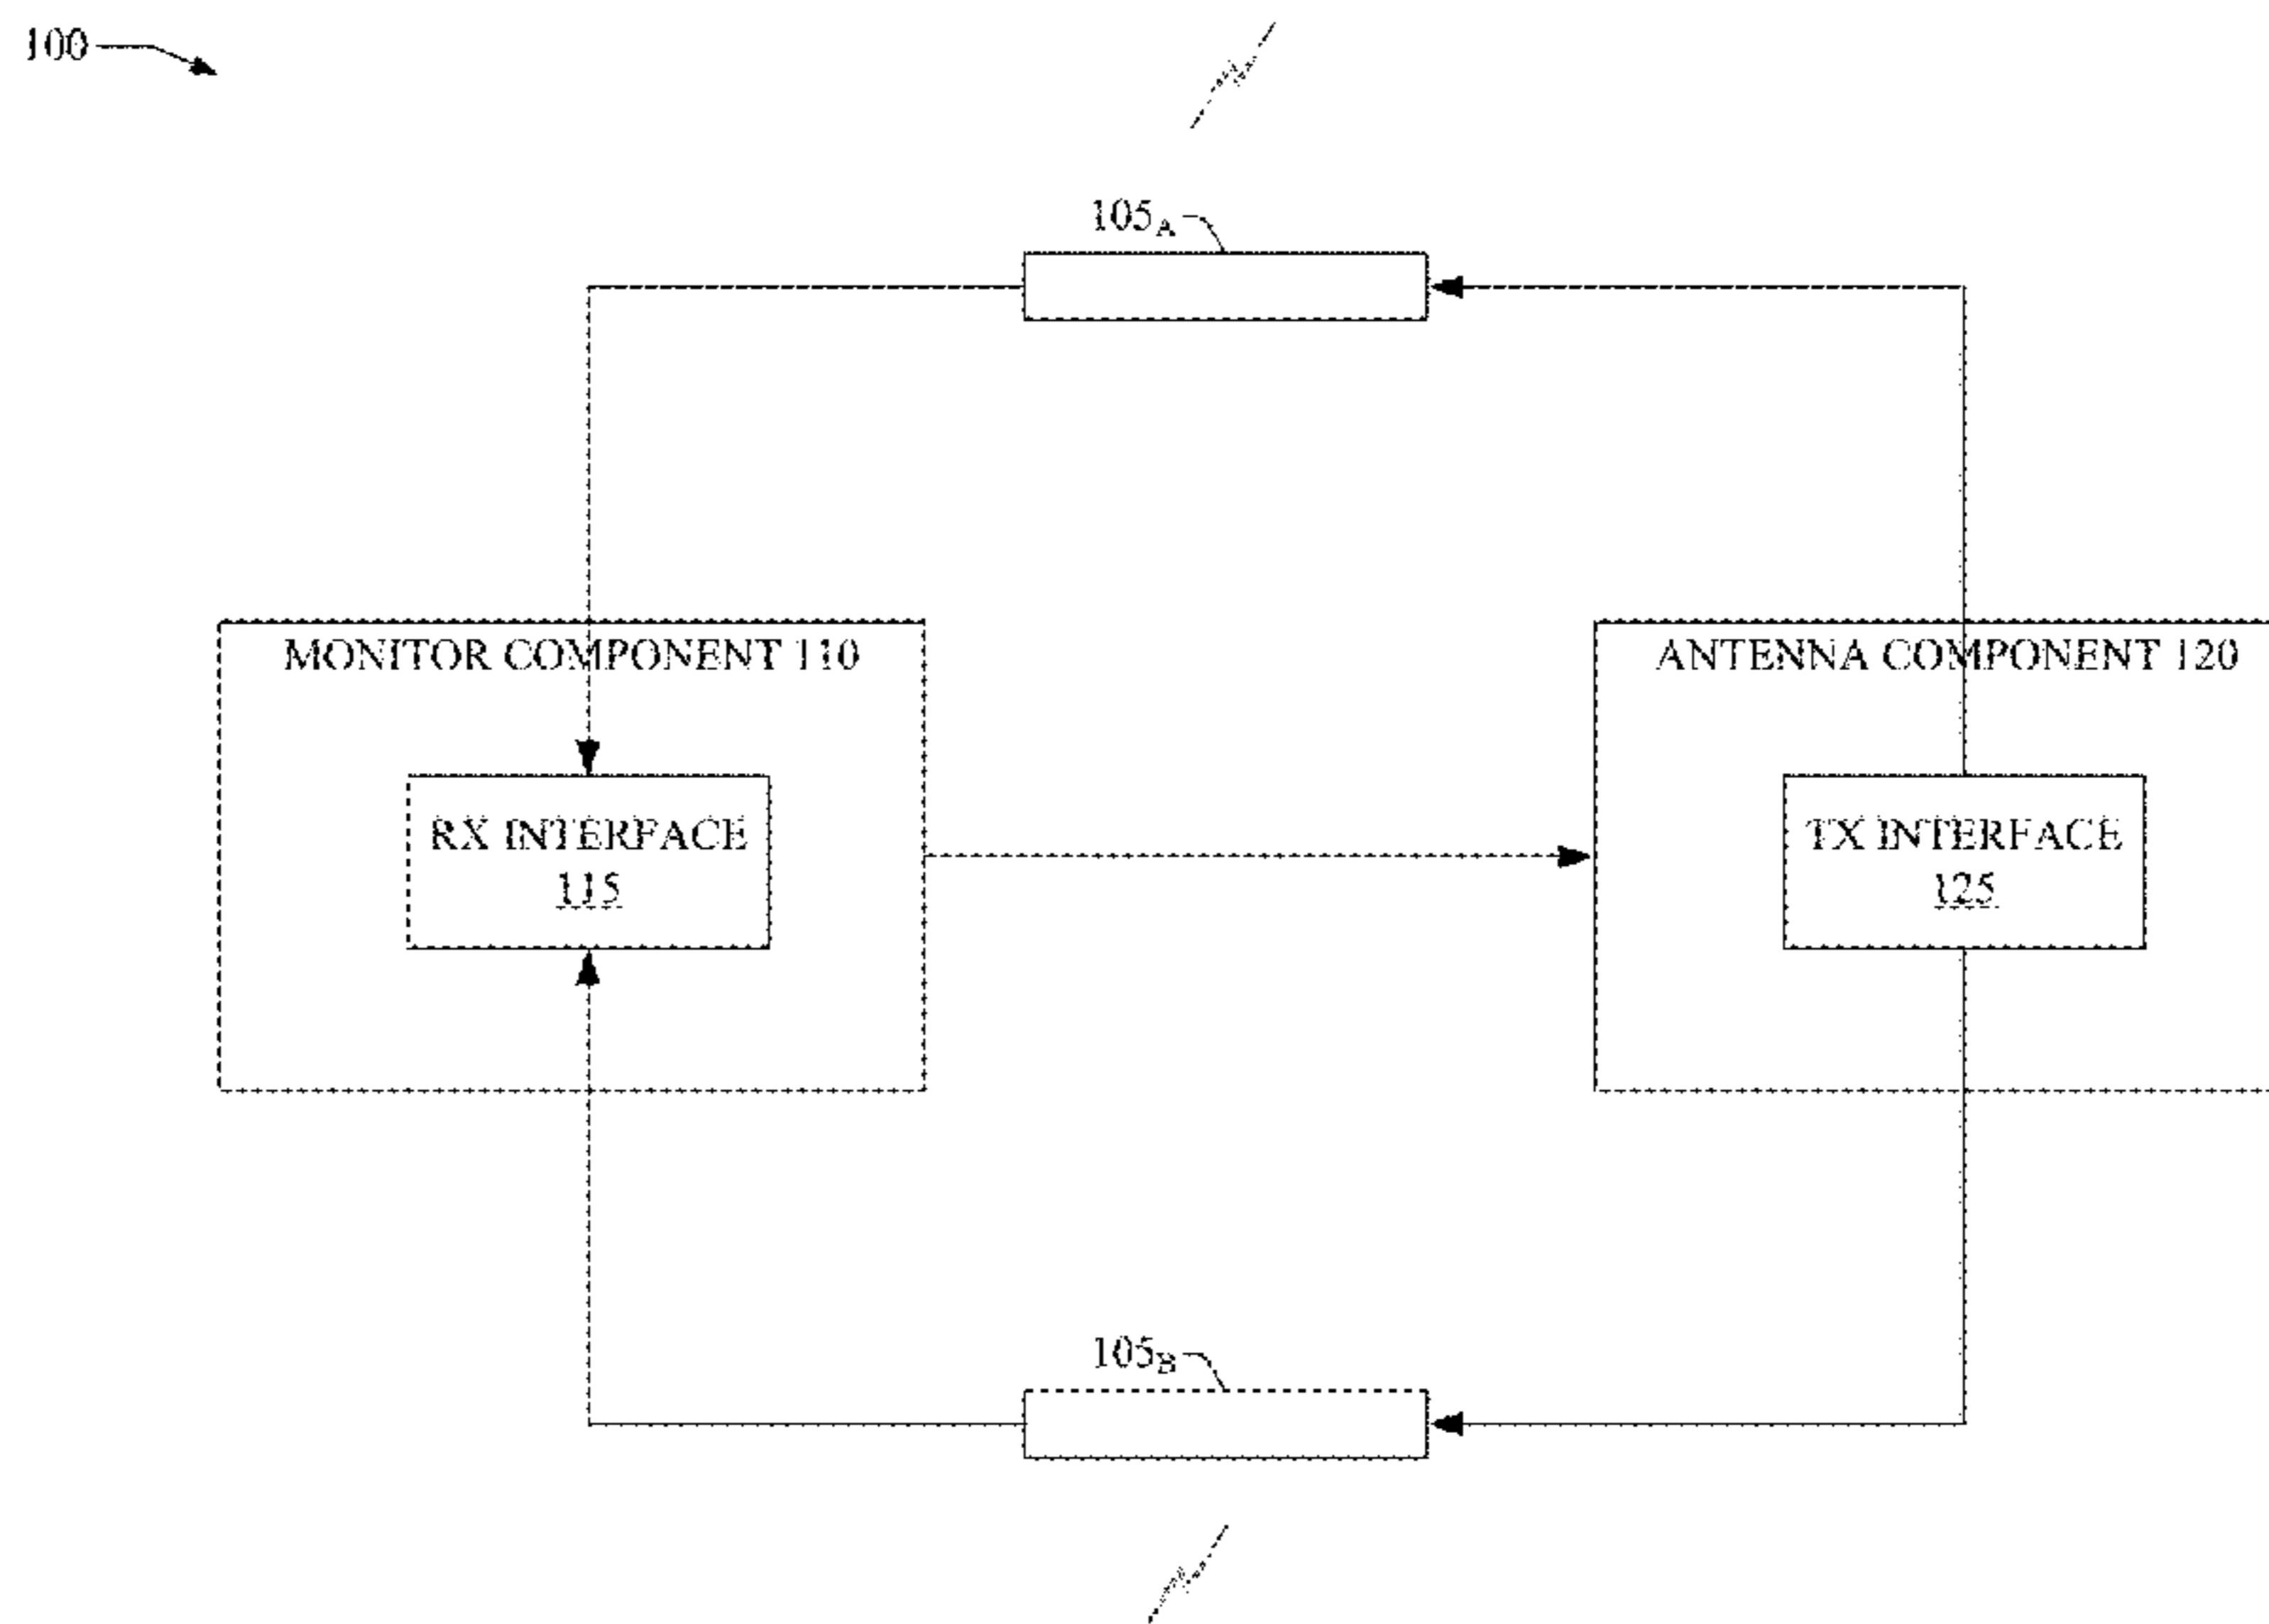 100
105A
MONITOR COMPONENT 110
ANTENNA COMPONENT 120
RX INTERFACE
115
TX INTERFACE
125
105B